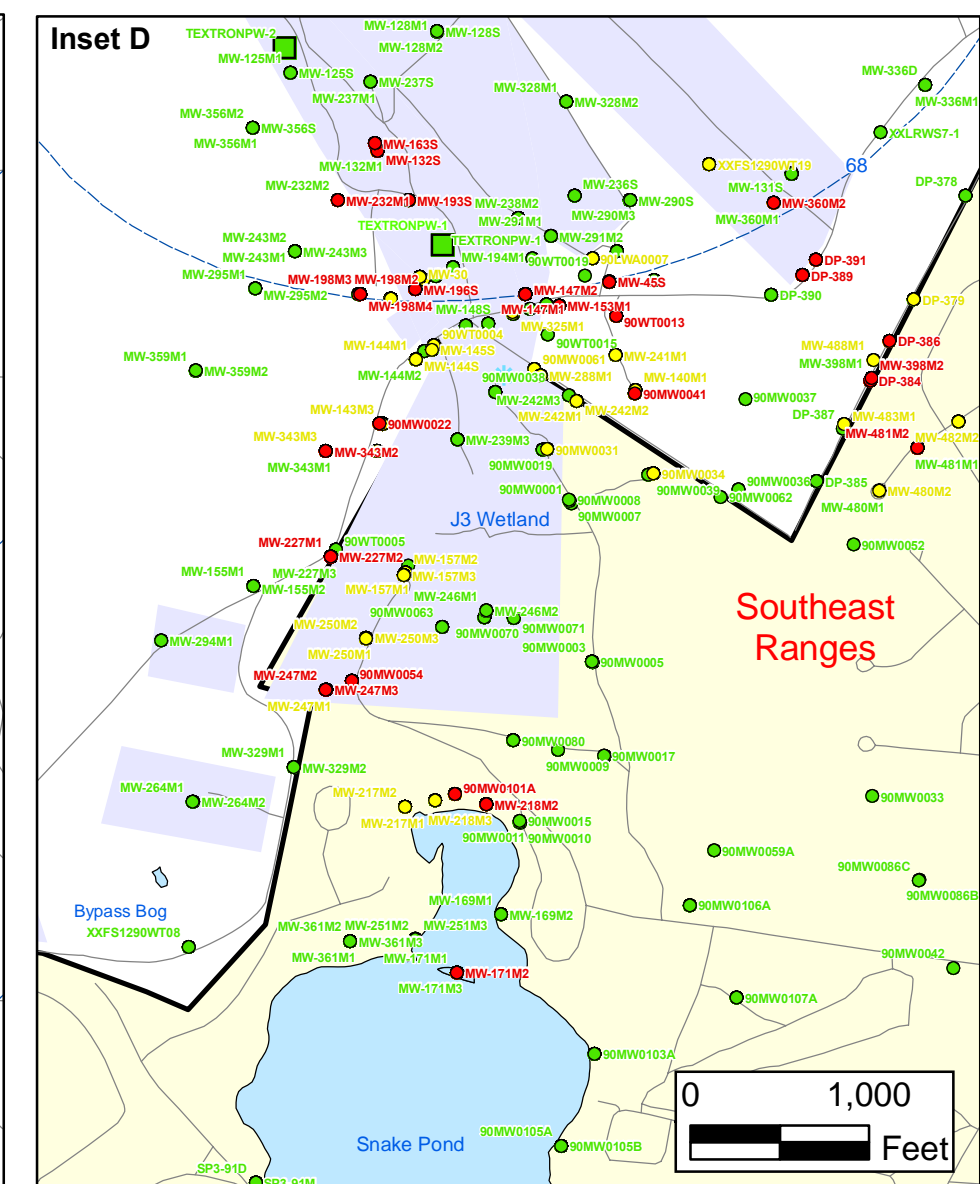 Inset D
TEXTRONPW-2
MW-125M1
MW-125S
MW-128M1
MW-128S
MW-128M2
MW-237S
MW-237M1
MW-328M1
MW-328M2
MW-336D
MW-336M1
MW-356M2
MW-356S
MW-356M1
MW-163S
MW-132S
MW-132M1
XXLRWS7-1
XXFS1290WT19
68
MW-131S
DP-378
MW-232M2
MW-232M1
MW-193S
MW-238M2
MW-236S
MW-290S
MW-290M3
MW-360M2
MW-360M1
TEXTRONPW-1
TEXTRONPW-1
MW-291M1
MW-291M2
MW-243M2
MW-243M3
MW-243M1
MW-194M1
90WT0019
90LWA0007
DP-391
DP-389
MW-295M1
MW-295M2
MW-198M3
MW-198M2
MW-30
MW-196S
MW-198M4
MW-147M2
MW-45S
DP-390
DP-379
MW-148S
MW-147M1
MW-153M1
90WT0013
MW-325M1
90WT0004
90WT0015
DP-386
MW-144M1
MW-145S
MW-144S
MW-144M2
90MW0061
MW-241M1
MW-488M1
MW-398M1
MW-398M2
MW-359M1
MW-359M2
90MW0038
MW-288M1
MW-140M1
90MW0041
DP-384
MW-242M3
MW-242M2
MW-242M1
90MW0037
DP-387
MW-483M1
MW-143M3
90MW0022
MW-481M2
MW-482M2
MW-343M3
MW-343M2
MW-343M1
MW-239M3
90MW0031
90MW0019
MW-481M1
90MW0034
90MW0039
90MW0036
DP-385
MW-480M2
90MW0062
MW-480M1
90MW0001
90MW0008
90MW0007
J3 Wetland
MW-227M1
90WT0005
MW-227M2
MW-227M3
90MW0052
MW-155M1
MW-155M2
MW-157M2
MW-157M3
MW-157M1
MW-246M1
MW-246M2
90MW0063
90MW0070
90MW0071
Southeast
Ranges
MW-250M2
MW-250M3
MW-250M1
90MW0003
90MW0005
MW-294M1
MW-247M2
90MW0054
MW-247M3
MW-247M1
90MW0080
90MW0009
90MW0017
MW-329M1
MW-329M2
MW-264M1
MW-264M2
MW-217M2
90MW0101A
MW-218M2
MW-217M1
MW-218M3
90MW0015
90MW0011
90MW0010
90MW0033
90MW0059A
90MW0086C
90MW0086B
Bypass Bog
XXFS1290WT08
MW-169M1
MW-169M2
90MW0106A
MW-361M2
MW-251M2
MW-251M3
MW-361M3
MW-361M1
MW-171M1
MW-171M2
MW-171M3
90MW0042
90MW0107A
90MW0103A
0
1,000
Feet
90MW0105A
90MW0105B
Snake Pond
SP3-91D
SP3-91M